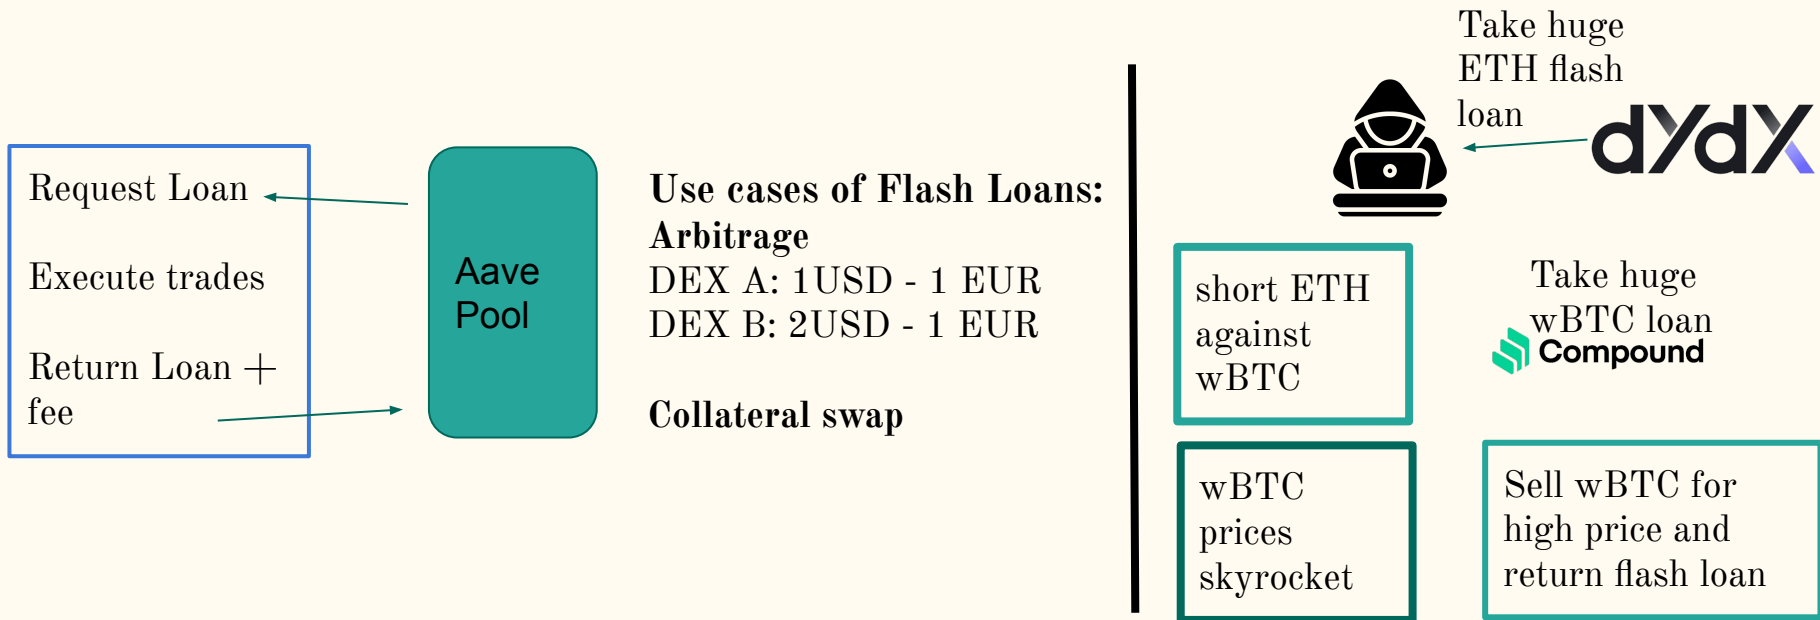 Request Loan
Execute trades
Return Loan +
fee
Aave
Pool
Use cases of Flash Loans:
Arbitrage
DEX A: 1USD - 1 EUR
DEX B: 2USD - 1 EUR
Collateral swap
Take huge
ETH flash
loan
dYdX
short ETH
against
wBTC
Take huge
wBTC loan
Compound
wBTC
prices
skyrocket
Sell wBTC for
high price and
return flash loan